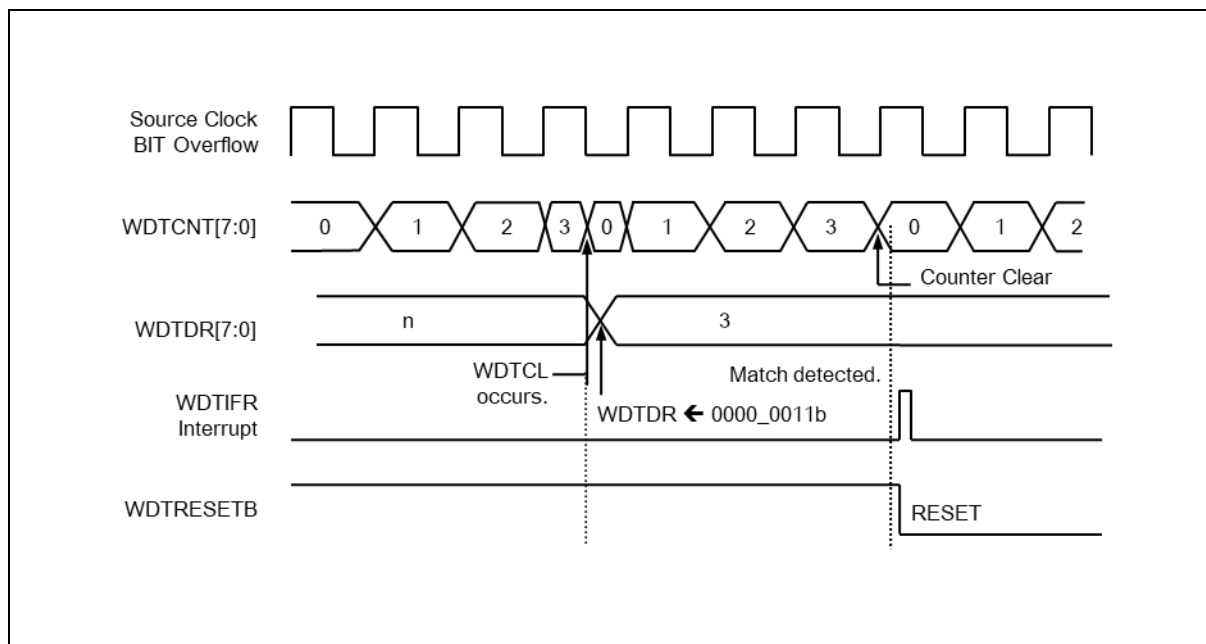 Source Clock
BIT Overflow
WDTCNT[7:0]
0 1 2 3 0 1 2 3 0 1 2
Counter Clear
WDTDR[7:0]
n 3
WDTCL
occurs.
Match detected.
WDTDR 🡰 0000_0011b
WDTIFR
Interrupt
WDTRESETB
RESET